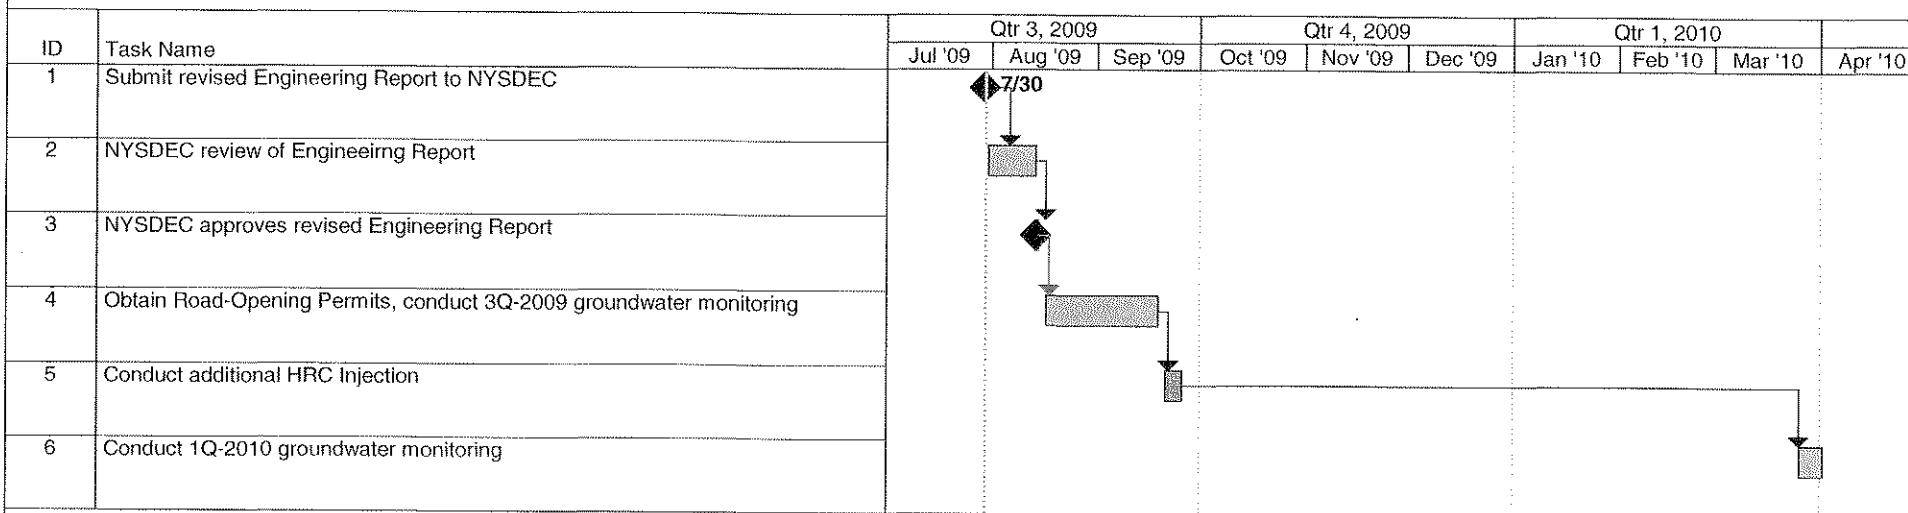 Qtr 3, 2009 Qtr 4, 2009 Qtr 1, 2010
ID Task Name Jul '09 Aug '09 Sep '09 Oct '09 Nov '09 Dec '09 Jan '10 Feb '10 Mar '10 Apr '10
1 Submit revised Engineering Report to NYSDEC
7/30
2 NYSDEC review of Engineeirng Report
3 NYSDEC approves revised Engineering Report
4 Obtain Road-Opening Permits, conduct 3Q-2009 groundwater monitoring
5 Conduct additional HRC Injection
6 Conduct 1Q-2010 groundwater monitoring